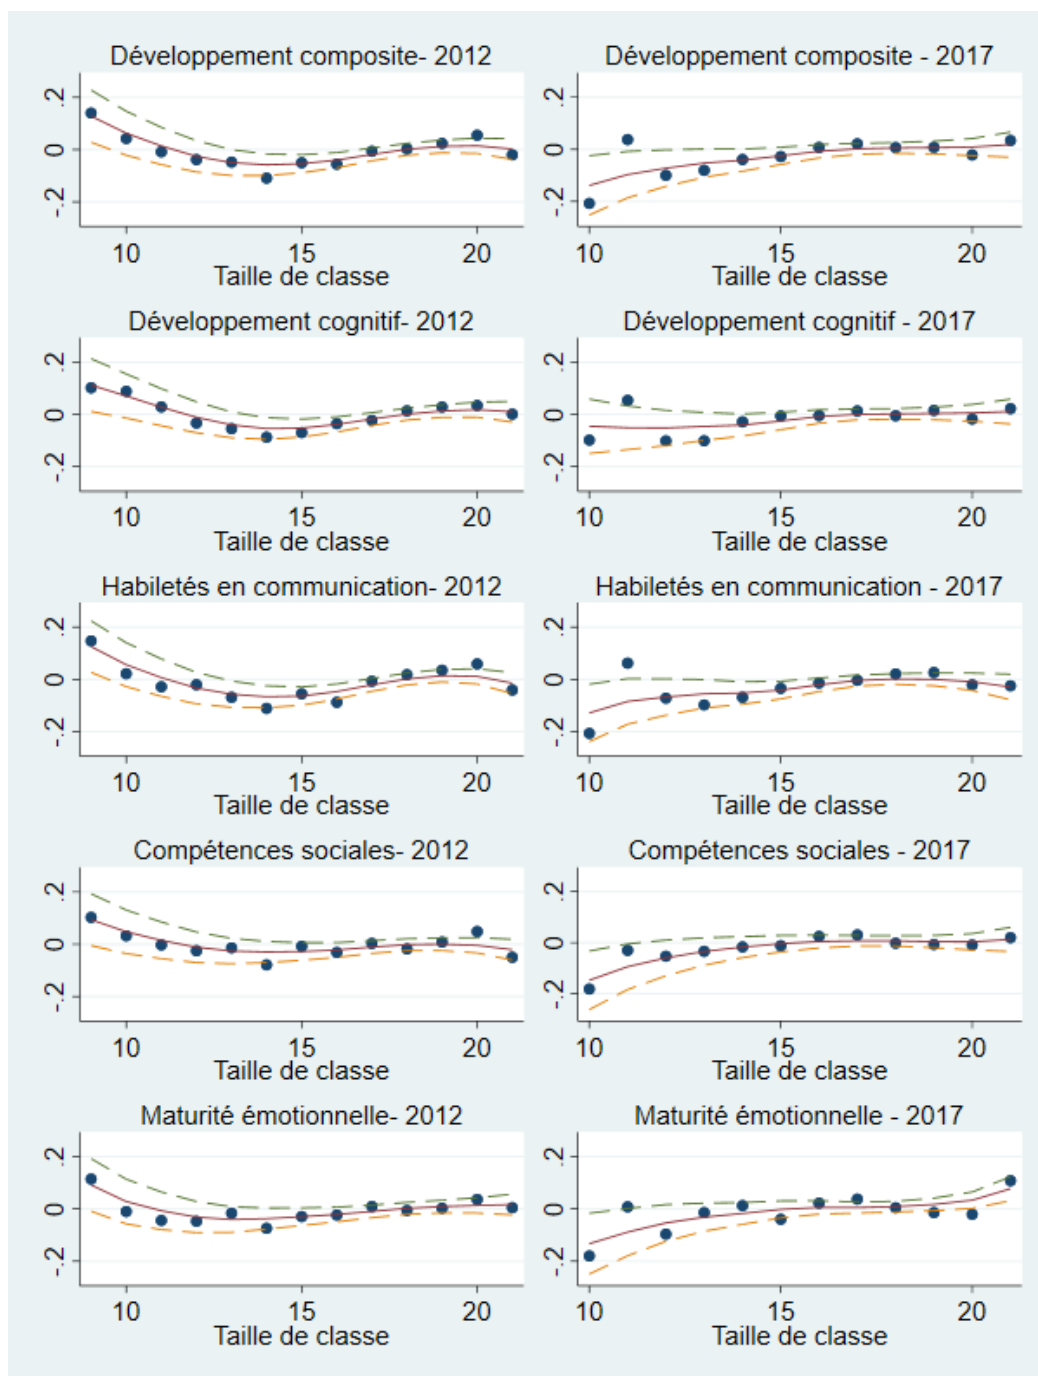 Développement composite- 2012
.2
0
-.2
10 15 20
Taille de classe
Développement composite - 2017
.2
0
-.2
10 15 20
Taille de classe
Développement cognitif- 2012
.2
0
-.2
10 15 20
Taille de classe
Développement cognitif - 2017
.2
0
-.2
10 15 20
Taille de classe
Habiletés en communication- 2012
.2
0
-.2
10 15 20
Taille de classe
Habiletés en communication - 2017
.2
0
-.2
10 15 20
Taille de classe
Compétences sociales- 2012
.2
0
-.2
10 15 20
Taille de classe
Compétences sociales - 2017
.2
0
-.2
10 15 20
Taille de classe
Maturité émotionnelle- 2012
.2
0
-.2
10 15 20
Taille de classe
Maturité émotionnelle - 2017
.2
0
-.2
10 15 20
Taille de classe